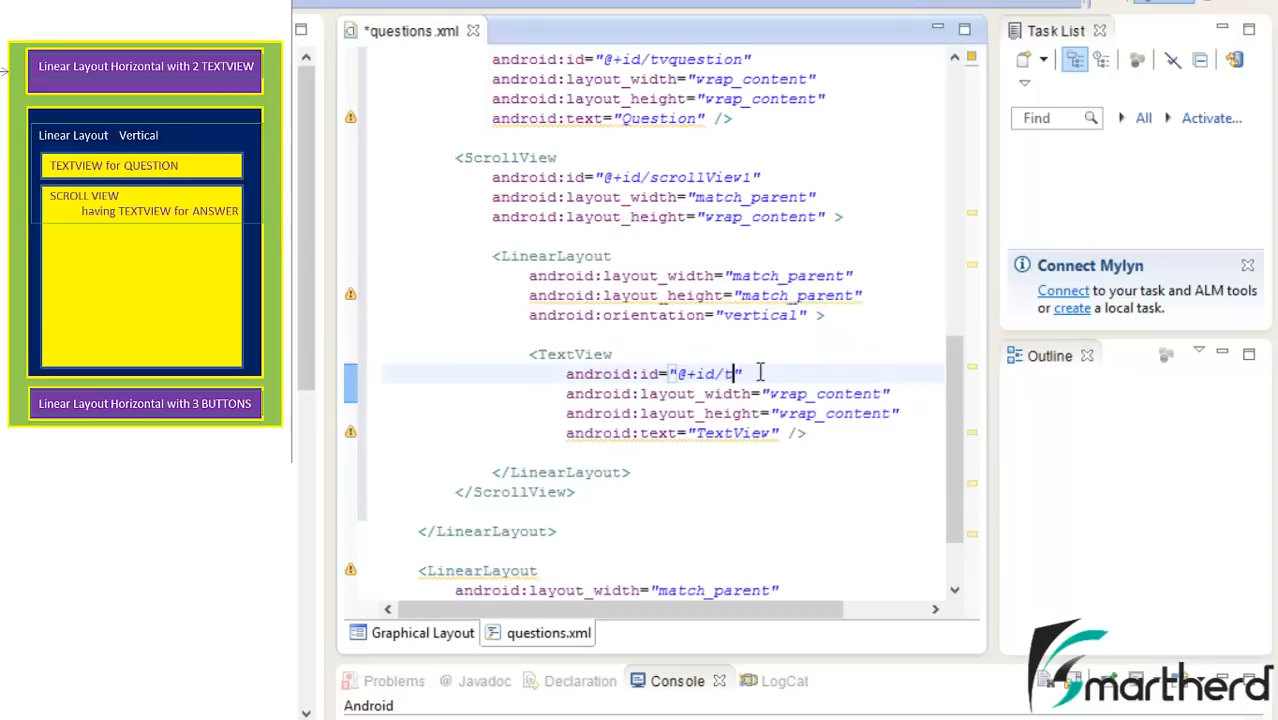 Linear Layout Horizontal with 2 TEXTVIEW
Linear Layout Vertical
TEXTVIEW for QUESTION
SCROLL VIEW
having TEXTVIEW for ANSWER
Linear Layout Horizontal with 3 BUTTONS
*questions.xml
android:id="@+id/tvquestion"
android:layout_width="wrap_content"
android:layout_height="wrap_content"
android:text="Question" />
<ScrollView
android:id="@+id/scrollView1"
android:layout_width="match_parent"
android:layout_height="wrap_content" >
<LinearLayout
android:layout_width="match_parent"
android:layout_height="match_parent"
android:orientation="vertical" >
<TextView
android:id="@+id/t"
android:layout_width="wrap_content"
android:layout_height="wrap_content"
android:text="TextView" />
</LinearLayout>
</ScrollView>
</LinearLayout>
<LinearLayout
android:layout_width="match_parent"
Graphical Layout questions.xml
Problems @ Javadoc Declaration Console LogCat
Android
Task List
Find All Activate...
Connect Mylyn
Connect to your task and ALM tools
or create a local task.
Outline
Smartherd